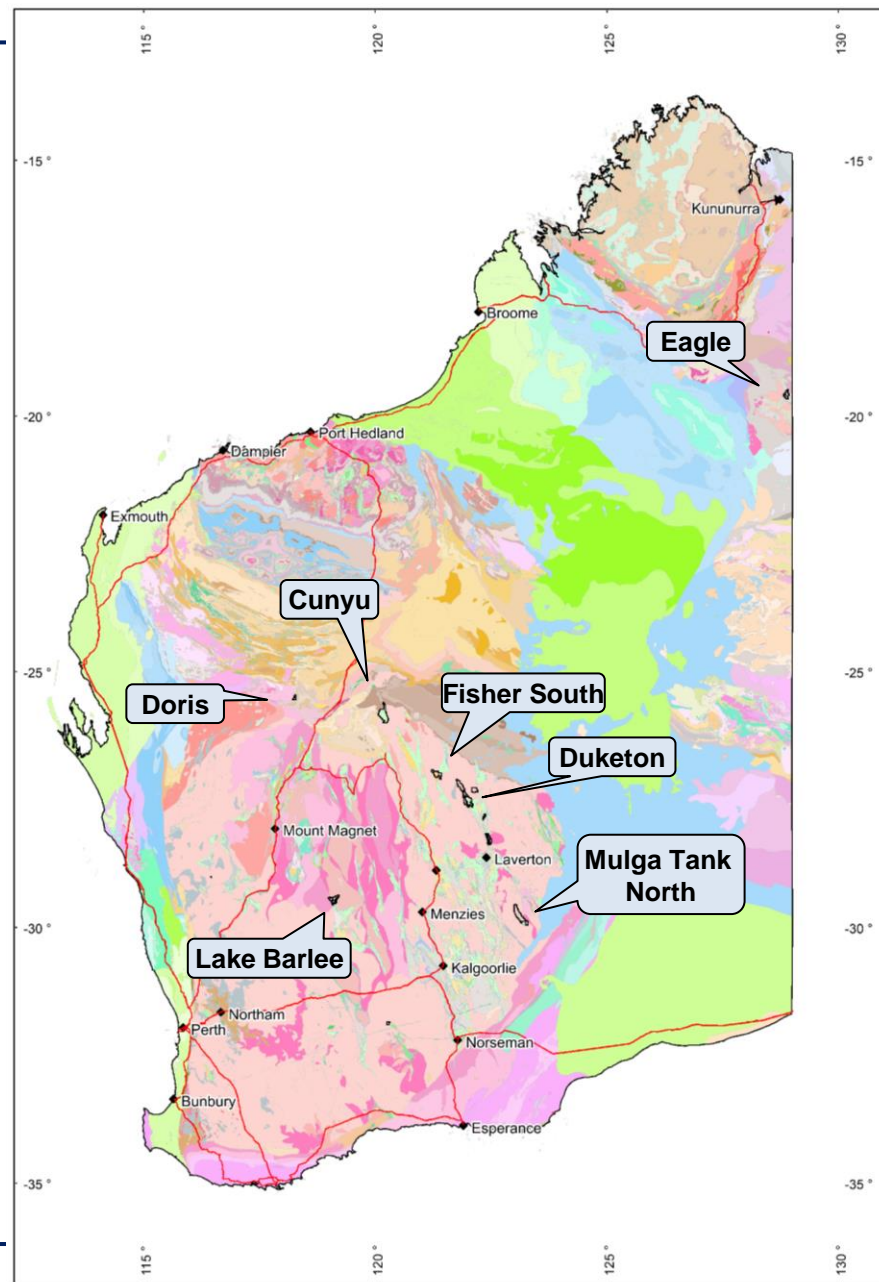 115 °
120 °
125 °
130 °
-15 °
-15 °
Kununurra
Broome
Eagle
-20 °
-20 °
Port Hedland
Dampier
Exmouth
Cunyu
-25 °
-25 °
Fisher South
Doris
Duketon
Mount Magnet
Laverton
Mulga Tank
North
Menzies
-30 °
-30 °
Lake Barlee
Kalgoorlie
Northam
Perth
Norseman
Bunbury
Esperance
-35 °
-35 °
115 °
120 °
125 °
130 °